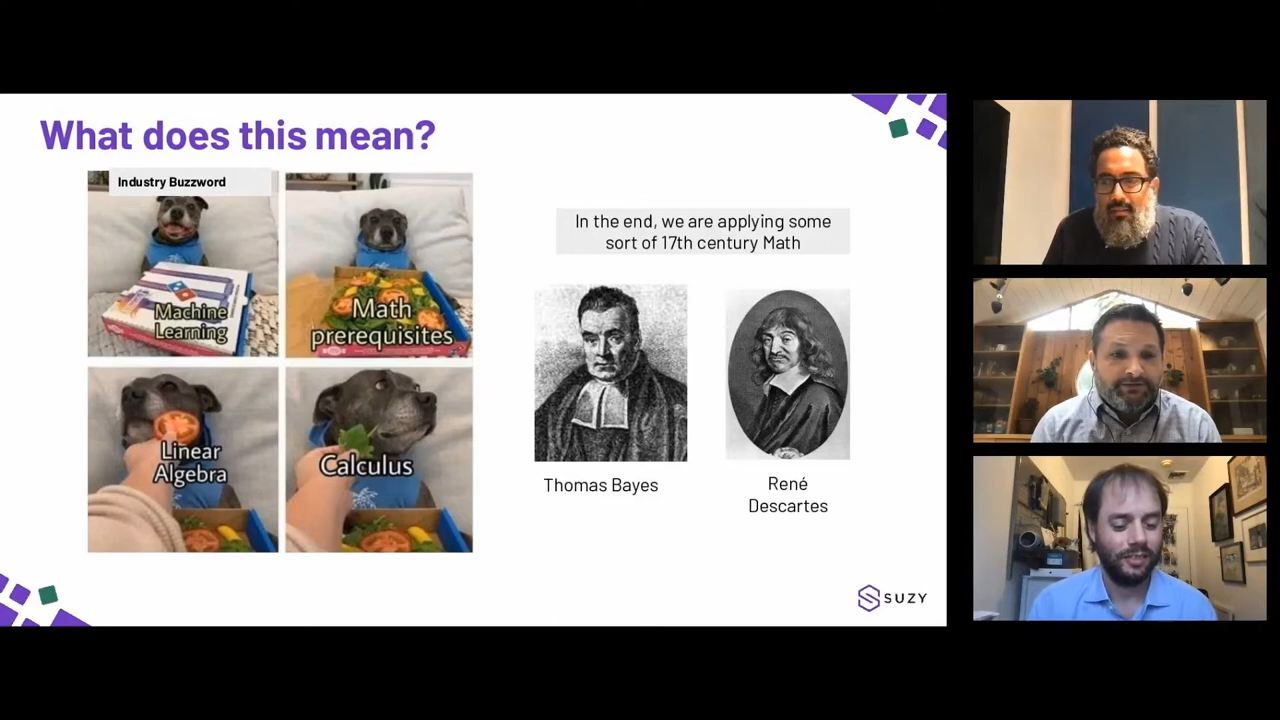 What does this mean?
Industry Buzzword
Machine
Learning
Math
prerequisites
Linear
Algebra
Calculus
In the end, we are applying some
sort of 17th century Math
Thomas Bayes
René
Descartes
SUZY